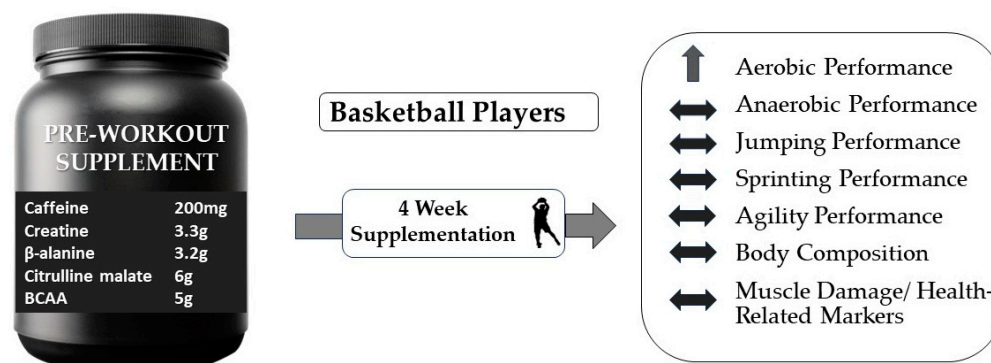 PRE-WORKOUT
SUPPLEMENT
Caffeine 200mg
Creatine 3.3g
β-alanine 3.2g
Citrulline malate 6g
BCAA 5g
Basketball Players
4 Week
Supplementation
Aerobic Performance
Anaerobic Performance
Jumping Performance
Sprinting Performance
Agility Performance
Body Composition
Muscle Damage/ Health-
Related Markers